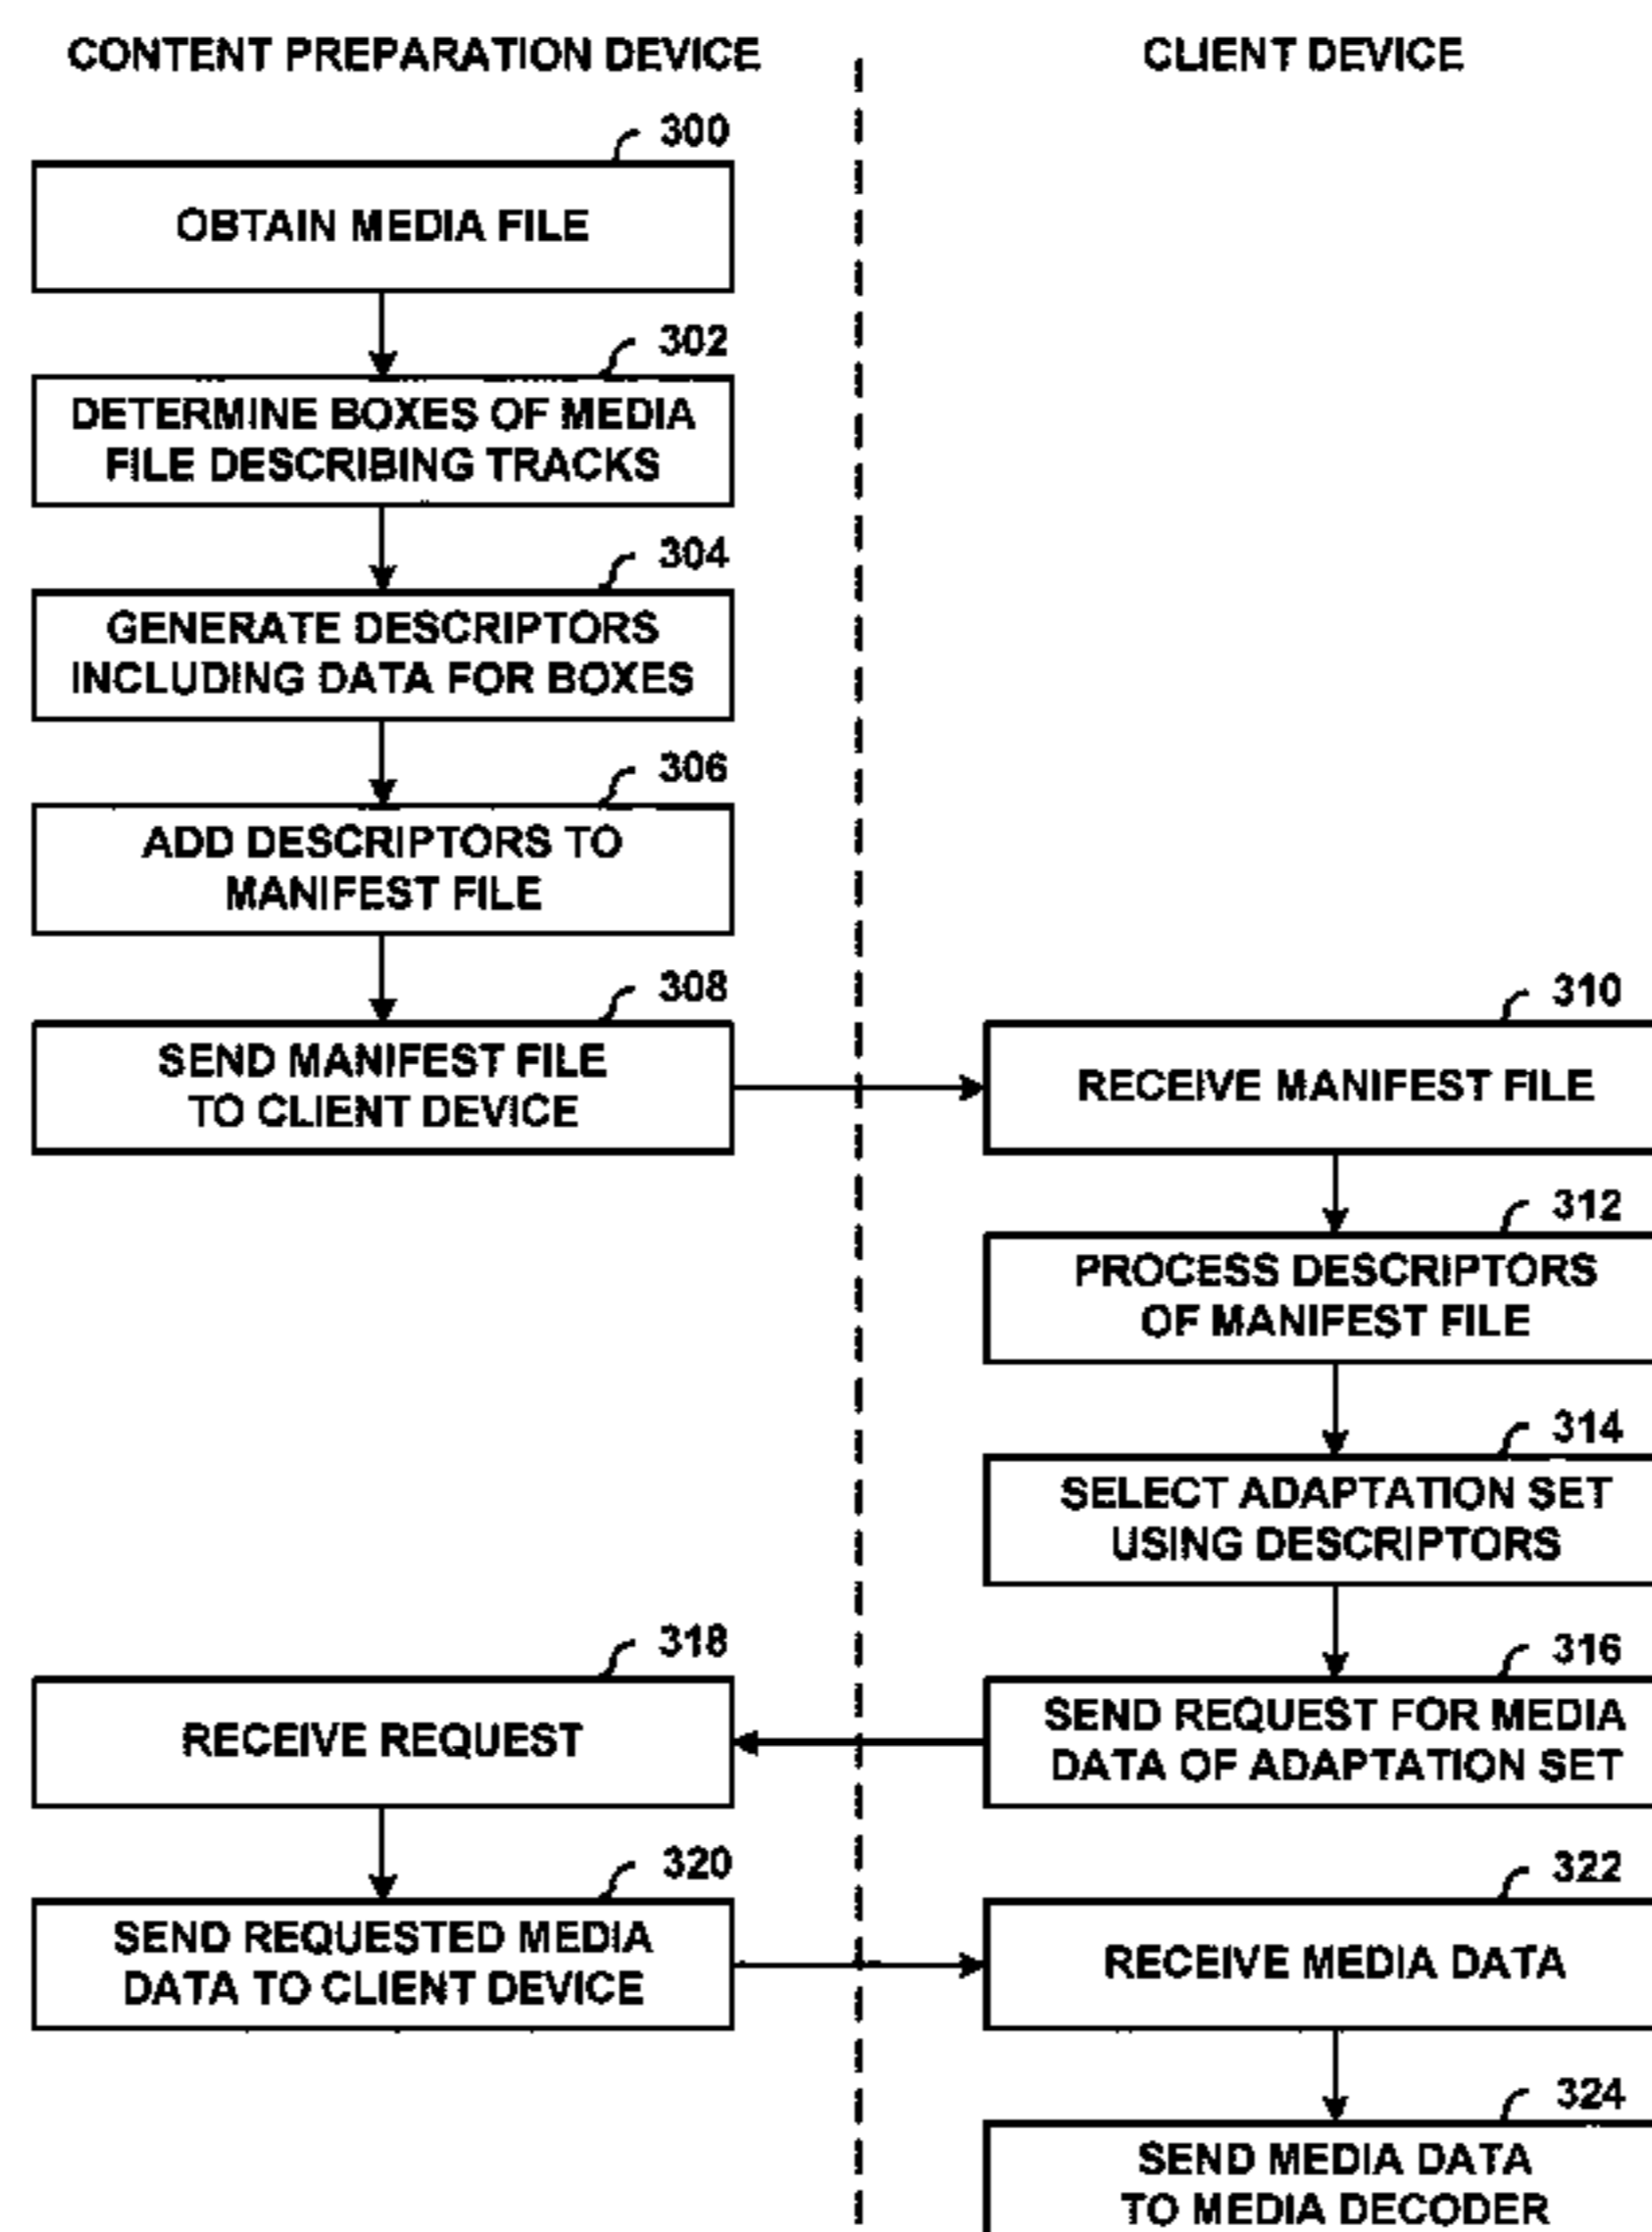 CONTENT PREPARATION DEVICE
CLIENT DEVICE
300
OBTAIN MEDIA FILE
302
DETERMINE BOXES OF MEDIA
FILE DESCRIBING TRACKS
304
GENERATE DESCRIPTORS
INCLUDING DATA FOR BOXES
306
ADD DESCRIPTORS TO
MANIFEST FILE
308
SEND MANIFEST FILE
TO CLIENT DEVICE
310
RECEIVE MANIFEST FILE
312
PROCESS DESCRIPTORS
OF MANIFEST FILE
314
SELECT ADAPTATION SET
USING DESCRIPTORS
316
SEND REQUEST FOR MEDIA
DATA OF ADAPTATION SET
318
RECEIVE REQUEST
320
SEND REQUESTED MEDIA
DATA TO CLIENT DEVICE
322
RECEIVE MEDIA DATA
324
SEND MEDIA DATA
TO MEDIA DECODER